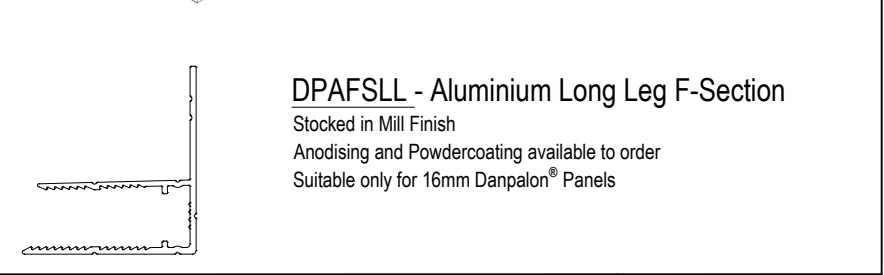 DPAFSLL - Aluminium Long Leg F-Section
Stocked in Mill Finish
Anodising and Powdercoating available to order
Suitable only for 16mm Danpalon® Panels